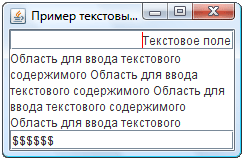 Пример текстовы...
Текстовое поле
Область для ввода текстового
содержимого Область для ввода
текстового содержимого Область для
ввода текстового содержимого
Область для ввода текстового
$$$$$$